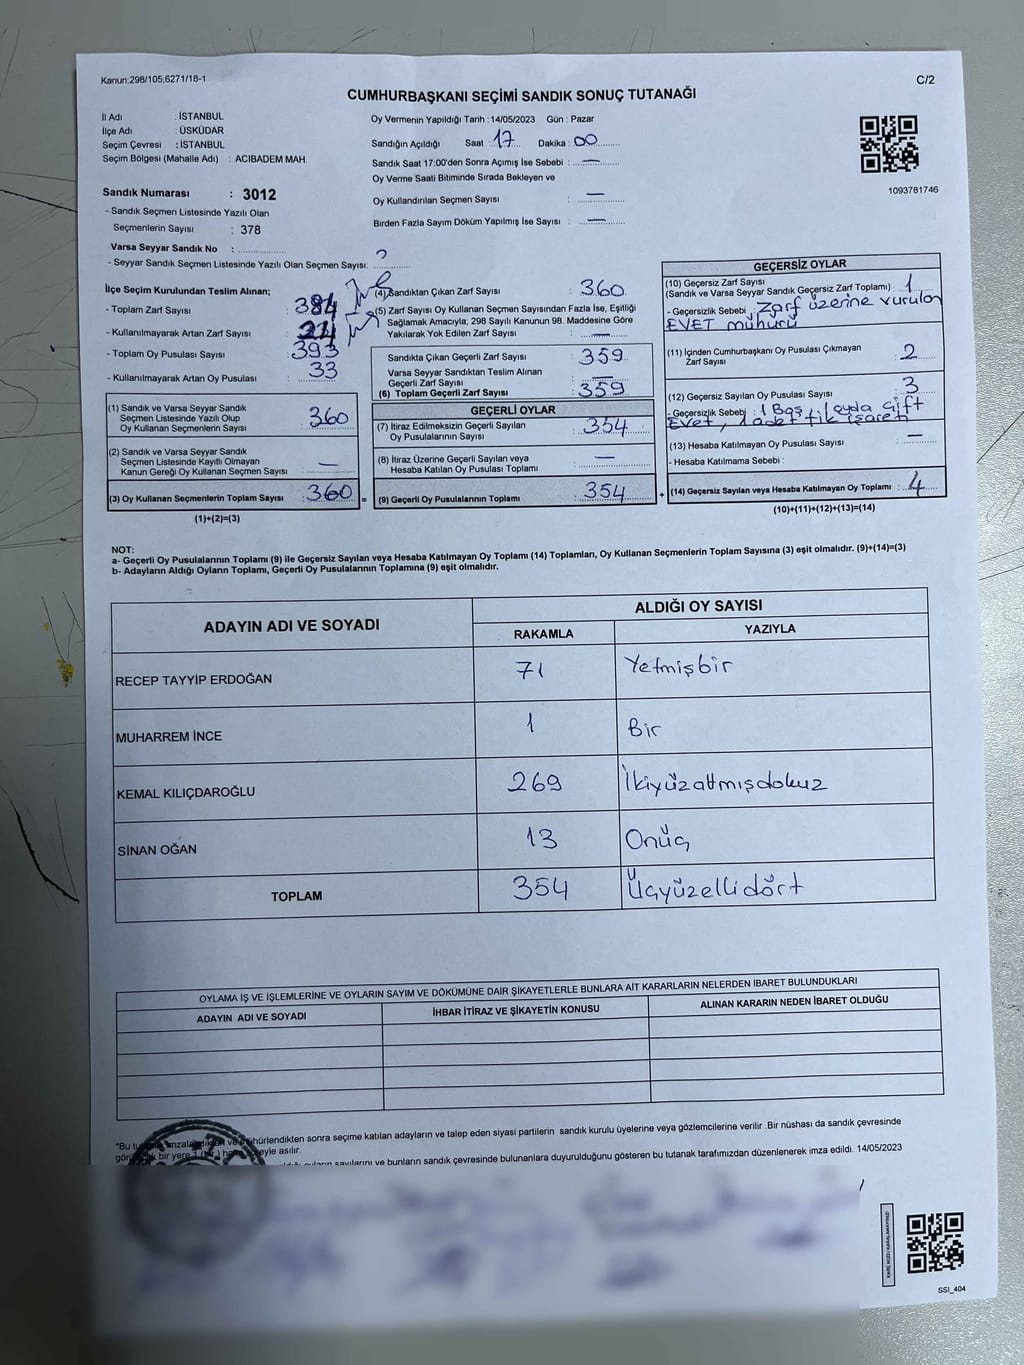 Kanun;298/105,6271/16-1
C/2
CUMHURBAŞKANI SEÇİMİ SANDIK SONUÇ TUTANAĞI
İl Adı : İSTANBUL
İlçe Adı : ÜSKÜDAR
Seçim Çevresi : İSTANBUL
Seçim Bölgesi (Mahalle Adı) : ACIBADEM MAH.
Sandık Numarası : 3012
- Sandık Seçmen Listesinde Yazılı Olan
Seçmenlerin Sayısı : 378
Varsa Seyyar Sandık No :
- Seyyar Sandık Seçmen Listesinde Yazılı Olan Seçmen Sayısı:
Oy Vermenin Yapıldığı Tarih : 14/05/2023 Gün : Pazar
Sandığın Açıldığı Saat : 17 Dakika : 00
Sandık Saat 17:00'den Sonra Açımış İse Sebebi : —
Oy Verme Saati Bitiminde Sırada Bekleyen ve
Oy Kullandırılan Seçmen Sayısı : —
Birden Fazla Sayım Döküm Yapılmış İse Sayısı : —
1093781746
İlçe Seçim Kurulundan Teslim Alınan;
- Toplam Zarf Sayısı : 384
- Kullanılmayarak Artan Zarf Sayısı :
- Toplam Oy Pusulası Sayısı : 393
- Kullanılmayarak Artan Oy Pusulası : 33
(1) Sandık ve Varsa Seyyar Sandık
Seçmen Listesinde Yazılı Olup
Oy Kullanan Seçmenlerin Sayısı : 360
(2) Sandık ve Varsa Seyyar Sandık
Seçmen Listesinde Kayıtlı Olmayan
Kanun Gereği Oy Kullanan Seçmen Sayısı : —
(3) Oy Kullanan Seçmenlerin Toplam Sayısı : 360 =
(1)+(2)=(3)
(4) Sandıktan Çıkan Zarf Sayısı : 360
(5) Zarf Sayısı Oy Kullanan Seçmen Sayısından Fazla İse, Eşitliği
Sağlamak Amacıyla; 298 Sayılı Kanunun 98. Maddesine Göre
Yakılarak Yok Edilen Zarf Sayısı : —
Sandıkta Çıkan Geçerli Zarf Sayısı : 359
Varsa Seyyar Sandıktan Teslim Alınan
Geçerli Zarf Sayısı : —
(6) Toplam Geçerli Zarf Sayısı : 359
GEÇERLİ OYLAR
(7) İtiraz Edilmeksizin Geçerli Sayılan
Oy Pusulalarının Sayısı : 354
(8) İtiraz Üzerine Geçerli Sayılan veya
Hesaba Katılan Oy Pusulası Toplamı : —
(9) Geçerli Oy Pusulalarının Toplamı : 354 +
GEÇERSİZ OYLAR
(10) Geçersiz Zarf Sayısı
(Sandık ve Varsa Seyyar Sandık Geçersiz Zarf Toplamı) : 1
- Geçersizlik Sebebi : Zarf üzerine vurulan
EVET mühürü
(11) İçinden Cumhurbaşkanı Oy Pusulası Çıkmayan
Zarf Sayısı : 2
(12) Geçersiz Sayılan Oy Pusulası Sayısı : 3
- Geçersizlik Sebebi : 1 Boş, 1 oyda çift
Evet, 1 adet tik işareti
(13) Hesaba Katılmayan Oy Pusulası Sayısı : —
- Hesaba Katılmama Sebebi :
(14) Geçersiz Sayılan veya Hesaba Katılmayan Oy Toplamı : 4
(10)+(11)+(12)+(13)=(14)
NOT:
a- Geçerli Oy Pusulalarının Toplamı (9) ile Geçersiz Sayılan veya Hesaba Katılmayan Oy Toplamı (14) Toplamları, Oy Kullanan Seçmenlerin Toplam Sayısına (3) eşit olmalıdır. (9)+(14)=(3)
b- Adayların Aldığı Oyların Toplamı, Geçerli Oy Pusulalarının Toplamına (9) eşit olmalıdır.
ADAYIN ADI VE SOYADI
ALDIĞI OY SAYISI
RAKAMLA YAZIYLA
RECEP TAYYİP ERDOĞAN 71 Yetmişbir
MUHARREM İNCE 1 Bir
KEMAL KILIÇDAROĞLU 269 İkiyüzatmışdokuz
SİNAN OĞAN 13 Onüç
TOPLAM 354 Üçyüzellidört
OYLAMA İŞ VE İŞLEMLERİNE VE OYLARIN SAYIM VE DÖKÜMÜNE DAİR ŞİKAYETLERLE BUNLARA AİT KARARLARIN NELERDEN İBARET BULUNDUKLARI
ADAYIN ADI VE SOYADI İHBAR İTİRAZ VE ŞİKAYETİN KONUSU ALINAN KARARIN NEDEN İBARET OLDUĞU
*Bu ve mühürlendikten sonra seçime katılan adayların ve talep eden siyasi partilerin sandık kurulu üyelerine veya gözlemcilerine verilir .Bir nüshası da sandık çevresinde
bir yere asılır.
oyların sayılarını ve bunların sandık çevresinde bulunanlara duyurulduğunu gösteren bu tutanak tarafımızdan düzenlenerek imza edildi. 14/05/2023
SSI_404